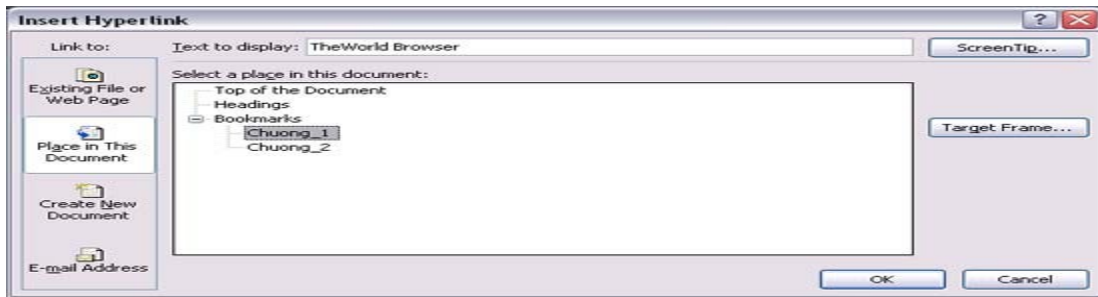 Insert Hyperlink
Link to:
Text to display: TheWorld Browser
ScreenTip...
Select a place in this document:
Existing File or
Web Page
Place in This
Document
Create New
Document
E-mail Address
Top of the Document
Headings
Bookmarks
Chuong_1
Chuong_2
Target Frame...
OK
Cancel